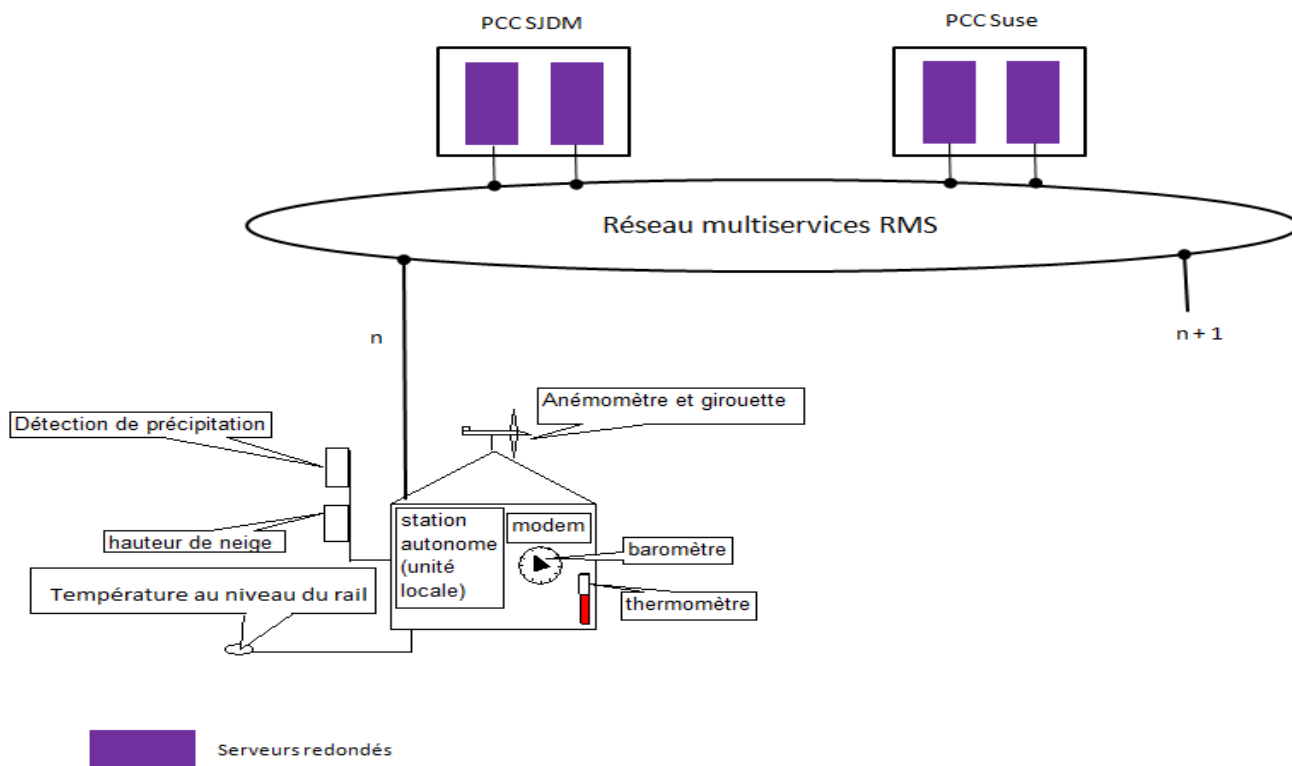 PCC SJDM
PCC Suse
Réseau multiservices RMS
n
n + 1
Anémomètre et girouette
Détection de précipitation
station
autonome
(unité
locale)
modem
hauteur de neige
baromètre
Température au niveau du rail
thermomètre
Serveurs redondés